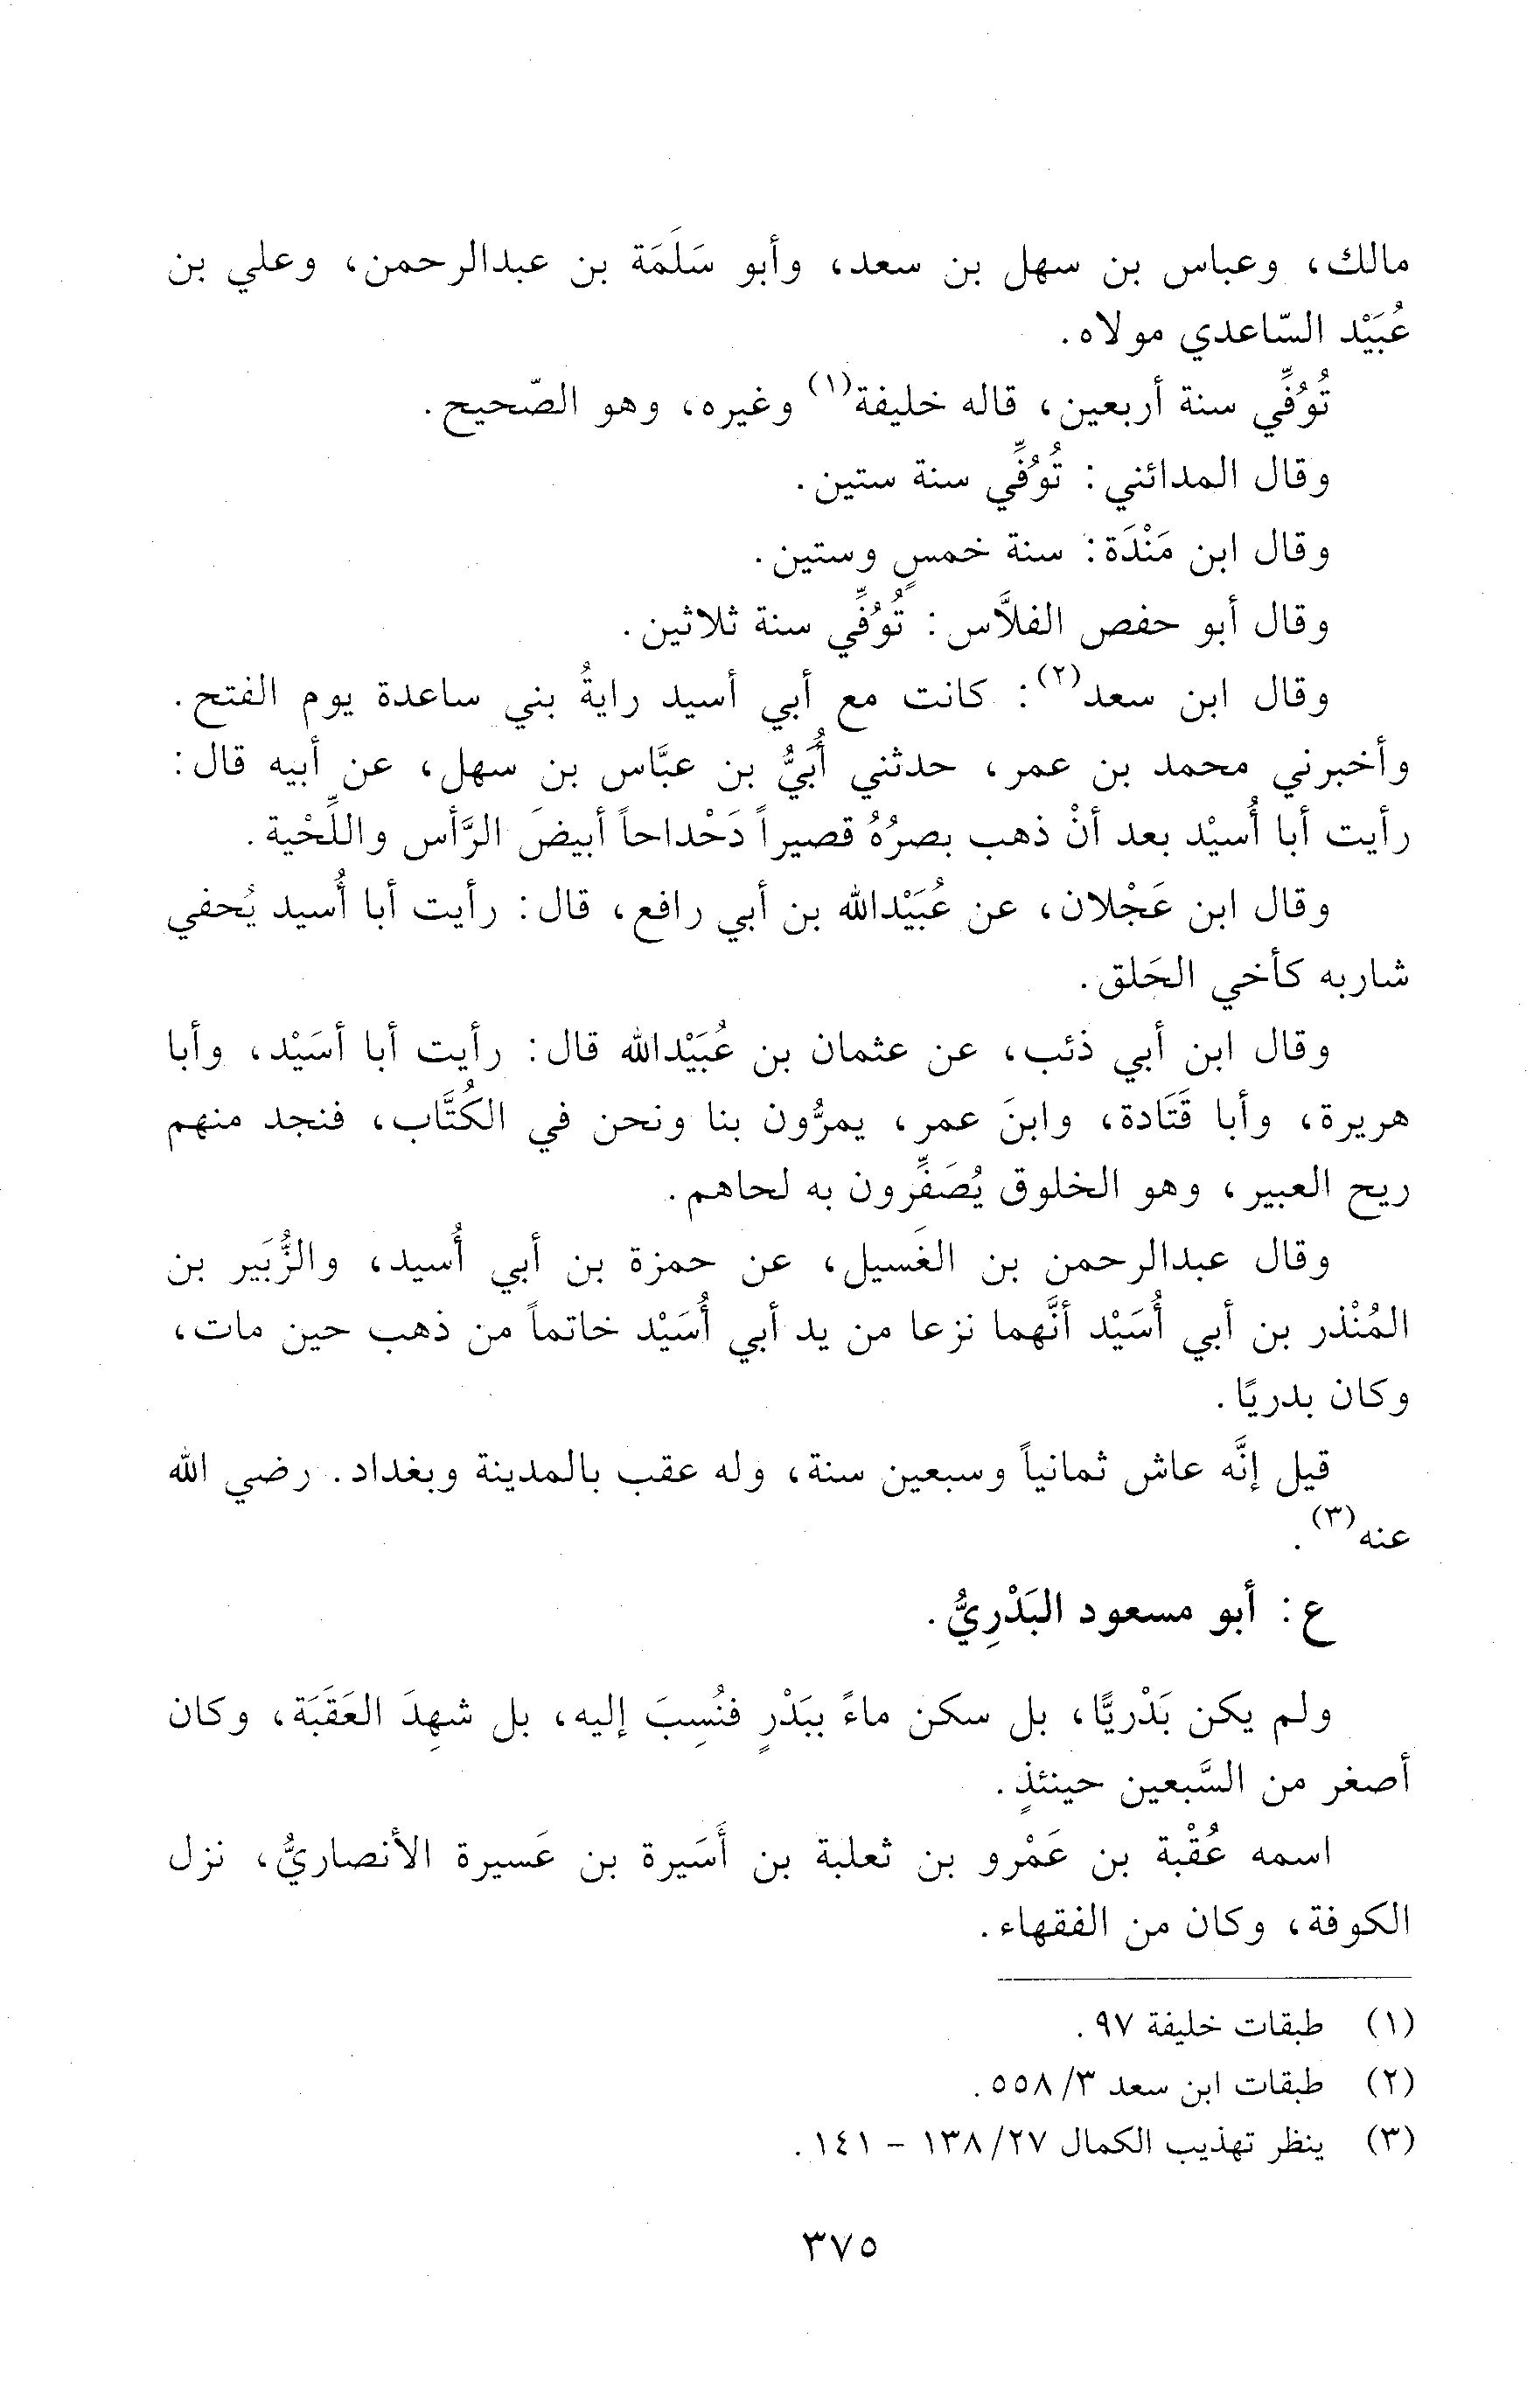 مالك، وعباس بن سهل بن سعد، وأبو سَلَمَة بن عبدالرحمن، وعلي بن
عُبَيْد السّاعدي مولاه.
تُوُفِّي سنة أربعين، قاله خليفة(١) وغيره، وهو الصّحيح.
وقال المدائني: تُوُفِّي سنة ستين.
وقال ابن مَنْدَة: سنة خمسٍ وستين.
وقال أبو حفص الفلاَّس: تُوُفِّي سنة ثلاثين.
وقال ابن سعد(٢): كانت مع أبي أسيد رايةُ بني ساعدة يوم الفتح.
وأخبرني محمد بن عمر، حدثني أُبَيُّ بن عبَّاس بن سهل، عن أبيه قال:
رأيت أبا أُسيْد بعد أنْ ذهب بصرُهُ قصيراً دَحْداحاً أبيضَ الرَّأس واللِّحْية.
وقال ابن عَجْلان، عن عُبَيْدالله بن أبي رافع، قال: رأيت أبا أُسيد يُحفي
شاربه كأخي الحَلق.
وقال ابن أبي ذئب، عن عثمان بن عُبَيْدالله قال: رأيت أبا أسَيْد، وأبا
هريرة، وأبا قَتَادة، وابنَ عمر، يمرُّون بنا ونحن في الكُتَّاب، فنجد منهم
ريح العبير، وهو الخلوق يُصَفِّرون به لحاهم.
وقال عبدالرحمن بن الغَسيل، عن حمزة بن أبي أُسيد، والزُّبَير بن
المُنْذر بن أبي أُسَيْد أنَّهما نزعا من يد أبي أُسَيْد خاتماً من ذهب حين مات،
وكان بدريًا.
قيل إنَّه عاش ثمانياً وسبعين سنة، وله عقب بالمدينة وبغداد. رضي الله
عنه(٣).
ع: أبو مسعود البَدْرِيُّ.
ولم يكن بَدْريًّا، بل سكن ماءً ببَدْرٍ فنُسِبَ إليه، بل شهِدَ العَقَبَة، وكان
أصغر من السَّبعين حينئذٍ.
اسمه عُقْبة بن عَمْرو بن ثعلبة بن أَسَيرة بن عَسيرة الأنصاريُّ، نزل
الكوفة، وكان من الفقهاء.
(١) طبقات خليفة ٩٧.
(٢) طبقات ابن سعد ٣/ ٥٥٨.
(٣) ينظر تهذيب الكمال ٢٧/ ١٣٨ - ١٤١.
٣٧٥